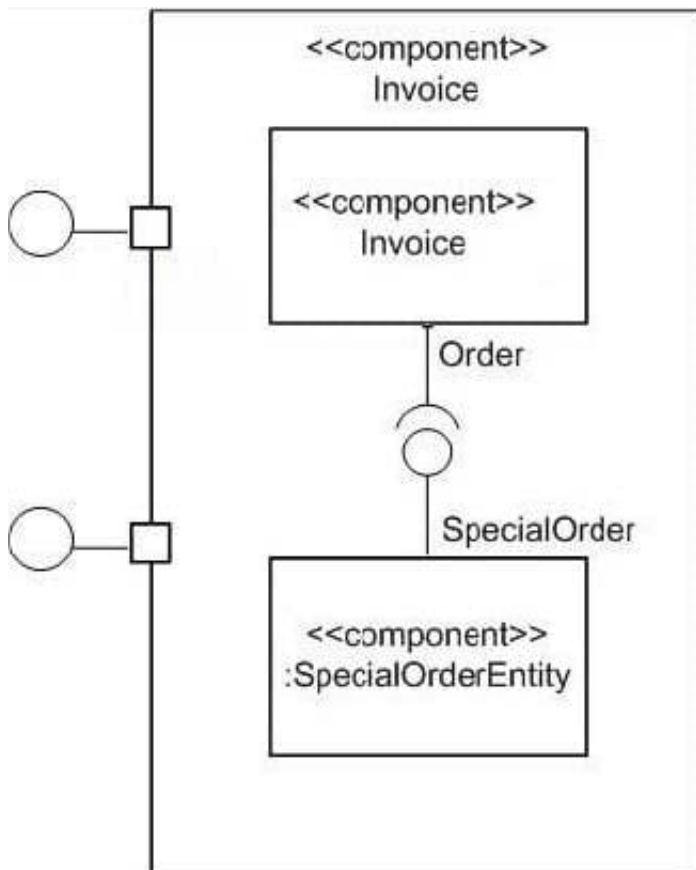 <<component>>
Invoice
<<component>>
Invoice
Order
SpecialOrder
<<component>>
:SpecialOrderEntity